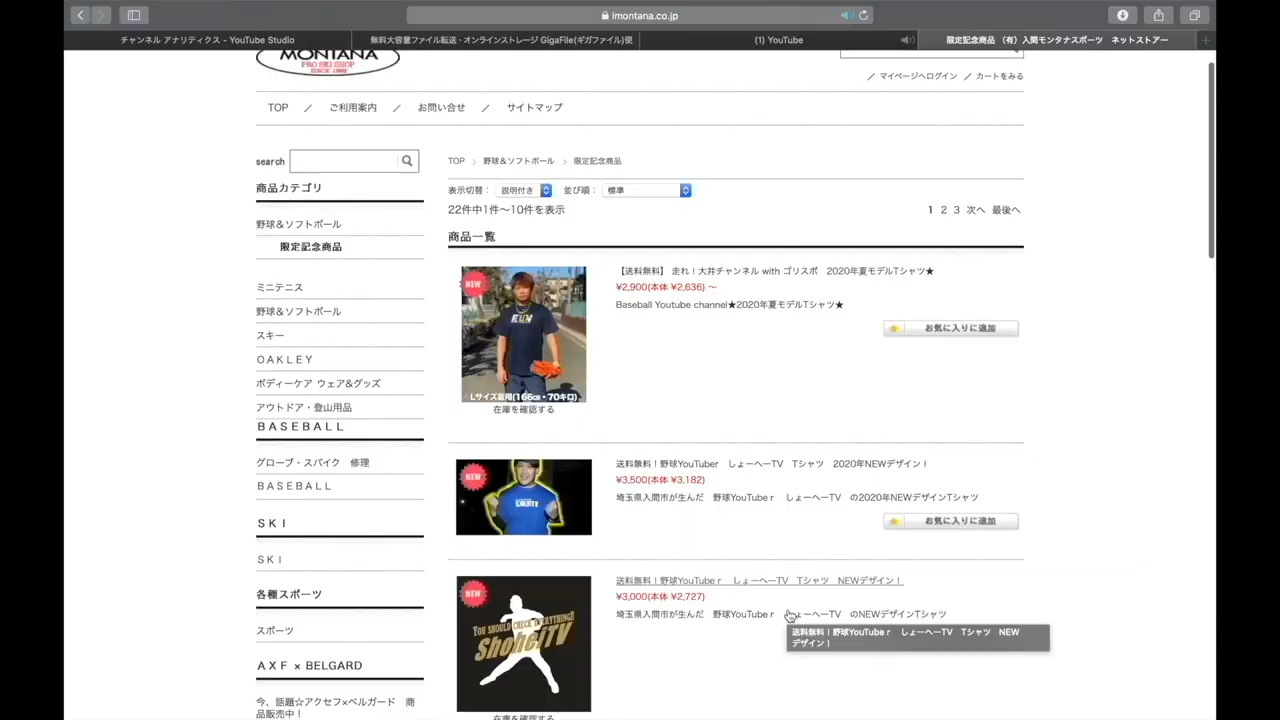 imontana.co.jp
チャンネル アナリティクス - YouTube Studio
無料大容量ファイル転送・オンラインストレージ GigaFile(ギガファイル)便
(1) YouTube
限定記念商品 （有）入間モンタナスポーツ ネットストアー
MONTANA
PRO SKI SHOP
マイページへログイン
カートをみる
TOP ／ ご利用案内 ／ お問い合せ ／ サイトマップ
search
商品カテゴリ
野球＆ソフトボール
限定記念商品
ミニテニス
野球＆ソフトボール
スキー
ＯＡＫＬＥＹ
ボディーケア ウェア&グッズ
アウトドア・登山用品
ＢＡＳＥＢＡＬＬ
グローブ・スパイク　修理
ＢＡＳＥＢＡＬＬ
ＳＫＩ
ＳＫＩ
各種スポーツ
スポーツ
ＡＸＦ × BELGARD
今、話題☆アクセフ×ベルガード　商
品販売中！
TOP > 野球＆ソフトボール > 限定記念商品
表示切替： 説明付き 並び順： 標準
22件中1件〜10件を表示
1 2 3 次へ 最後へ
商品一覧
NEW
Lサイズ着用(166㎝・70キロ)
在庫を確認する
【送料無料】 走れ！大井チャンネル with ゴリスポ　2020年夏モデルTシャツ★
¥2,900(本体 ¥2,636) 〜
Baseball Youtube channel★2020年夏モデルTシャツ★
お気に入りに追加
NEW
送料無料！野球YouTuber　しょーへーTV　Tシャツ　2020年NEWデザイン！
¥3,500(本体 ¥3,182)
埼玉県入間市が生んだ　野球YouTubeｒ　しょーへーTV　の2020年NEWデザインTシャツ
お気に入りに追加
NEW
YOU SHOULD CHECK EVERYTHING!!
ShoheiTV
在庫を確認する
送料無料！野球YouTubeｒ　しょーへーTV　Tシャツ　NEWデザイン！
¥3,000(本体 ¥2,727)
埼玉県入間市が生んだ　野球YouTubeｒ　しょーへーTV　のNEWデザインTシャツ
送料無料！野球YouTubeｒ　しょーへーTV　Tシャツ　NEW
デザイン！